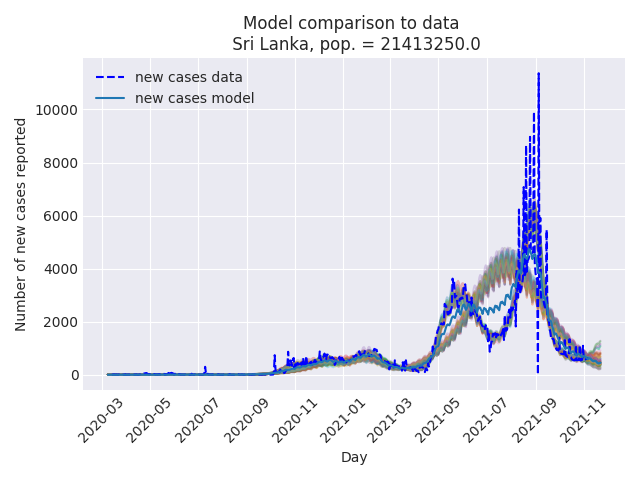 Model comparison to data
Sri Lanka, pop. = 21413250.0
new cases data
new cases model
Number of new cases reported
10000
8000
6000
4000
2000
0
2020-03
2020-05
2020-07
2020-09
2020-11
2021-01
2021-03
2021-05
2021-07
2021-09
2021-11
Day